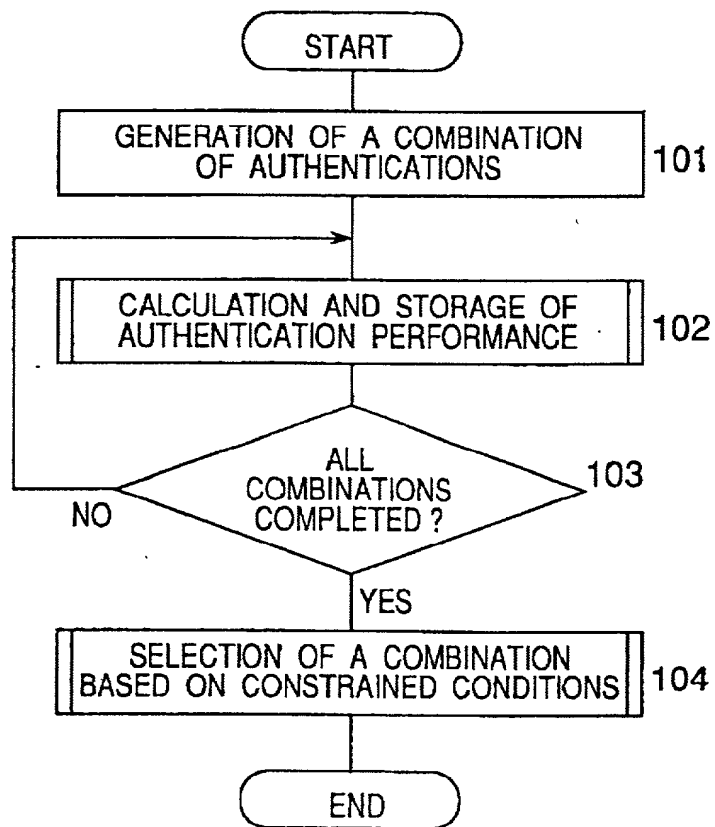 START
GENERATION OF A COMBINATION
OF AUTHENTICATIONS
101
CALCULATION AND STORAGE OF
AUTHENTICATION PERFORMANCE
102
ALL
COMBINATIONS
COMPLETED ?
103
NO
YES
SELECTION OF A COMBINATION
BASED ON CONSTRAINED CONDITIONS
104
END